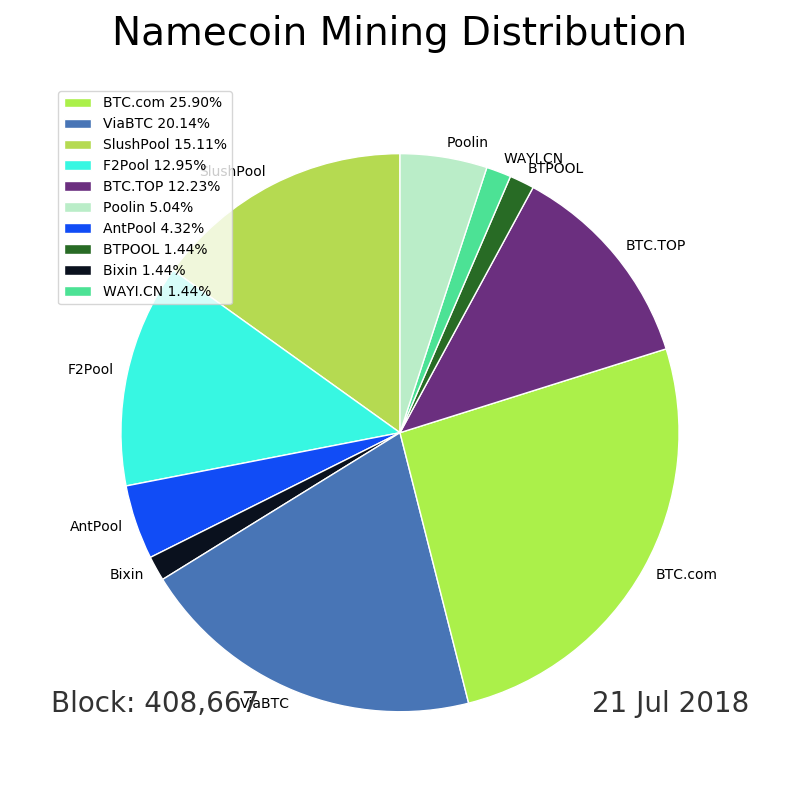 Namecoin Mining Distribution
BTC.com 25.90%
ViaBTC 20.14%
SlushPool 15.11%
F2Pool 12.95%
BTC.TOP 12.23%
Poolin 5.04%
AntPool 4.32%
BTPOOL 1.44%
Bixin 1.44%
WAYI.CN 1.44%
Poolin
WAYI.CN
BTPOOL
SlushPool
BTC.TOP
F2Pool
AntPool
Bixin
BTC.com
ViaBTC
Block: 408,667
21 Jul 2018